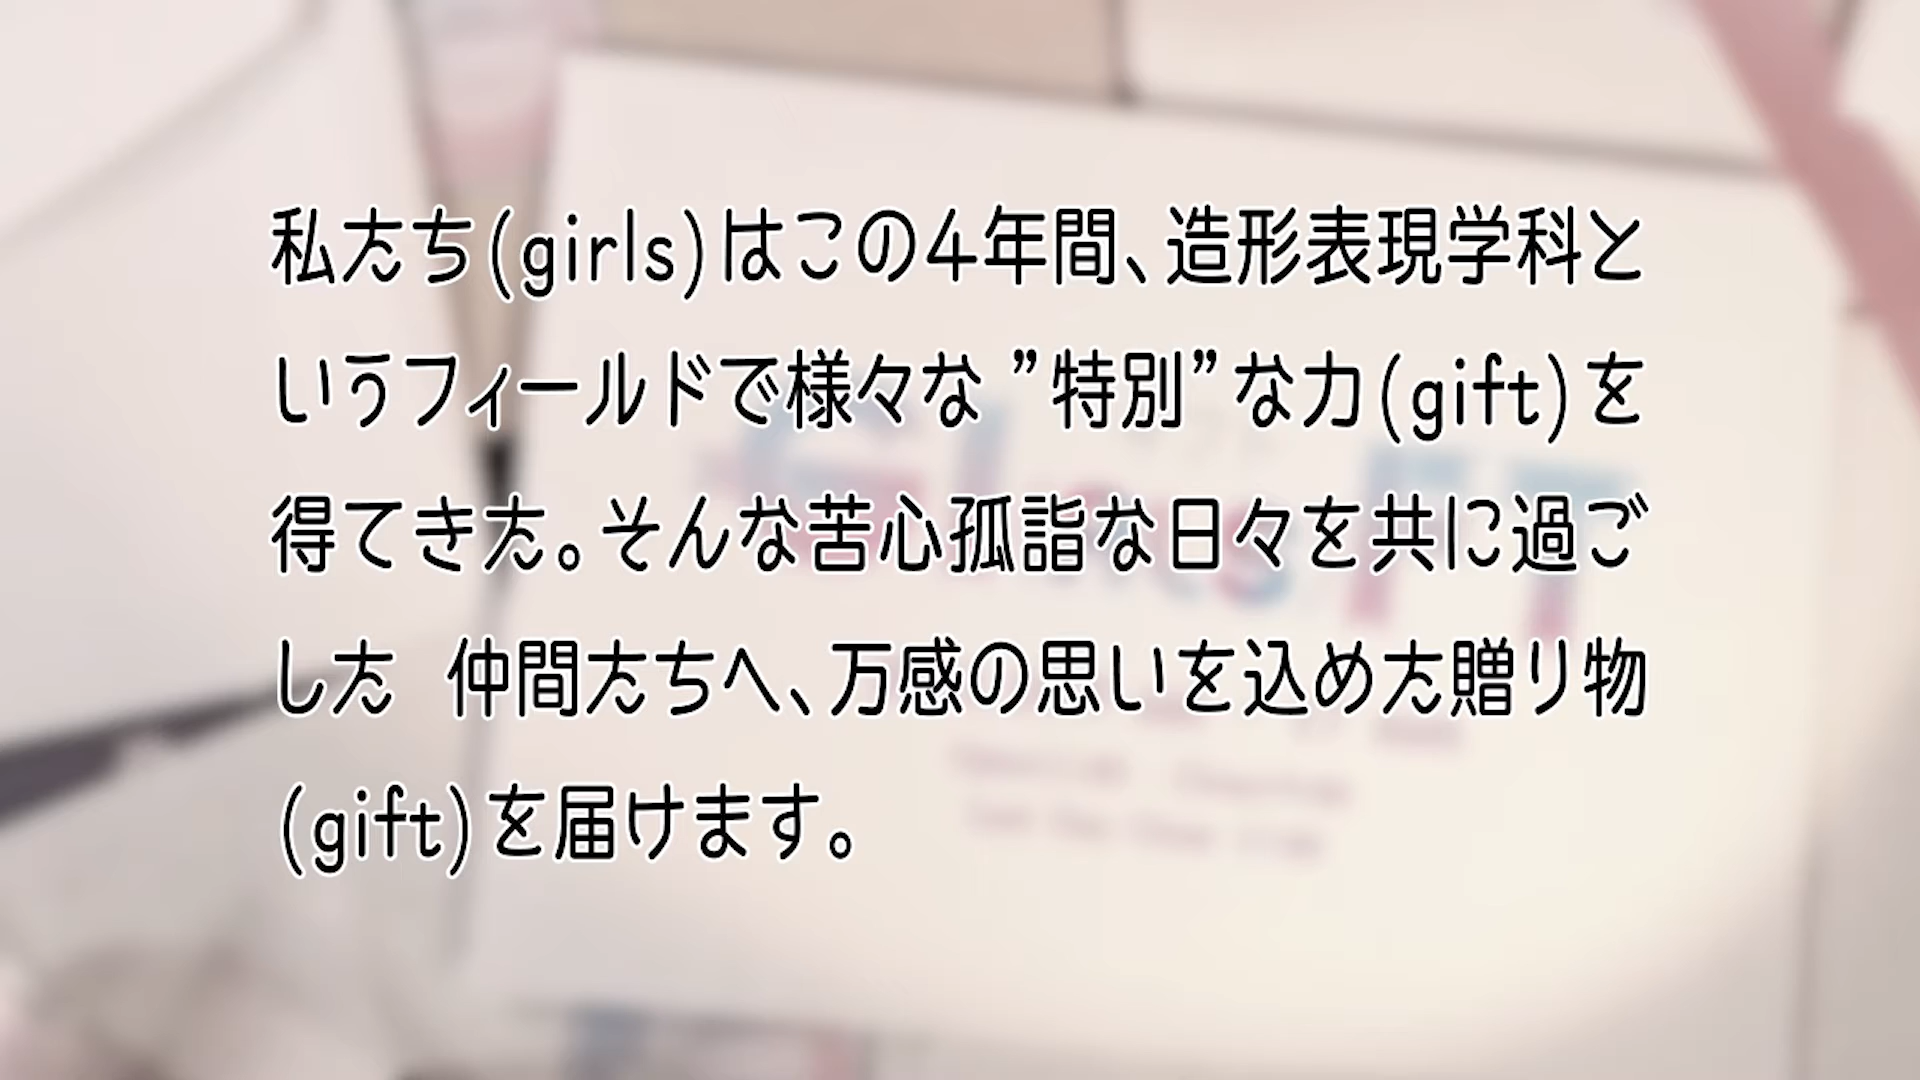 私たち(girls)はこの4年間、造形表現学科と
いうフィールドで様々な ”特別”な力(gift)を
得てきた。そんな苦心孤詣な日々を共に過ご
した　仲間たちへ、万感の思いを込めた贈り物
(gift)を届けます。